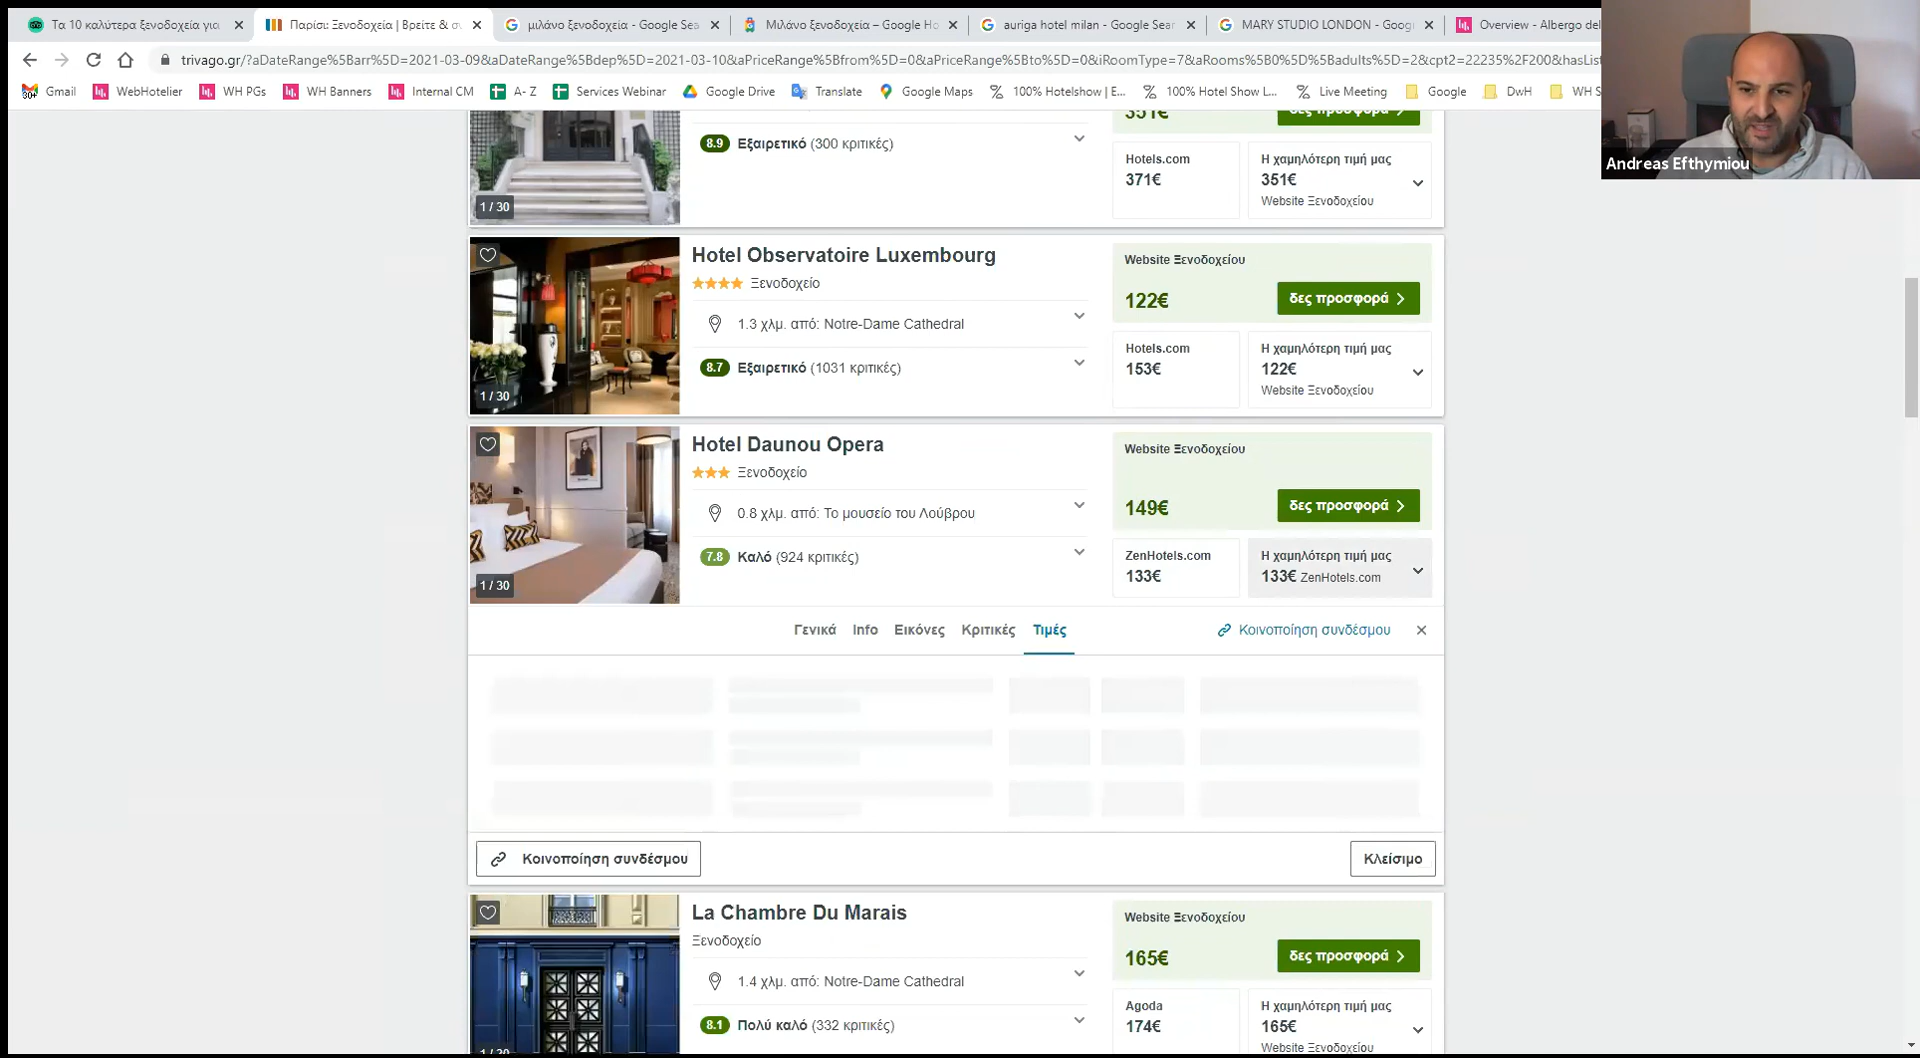 Τα 10 καλύτερα ξενοδοχεία για
Παρίσι Ξενοδοχεία | Βρείτε & συ
μιλάνο ξενοδοχεία - Google Sea
Μιλάνο ξενοδοχεία – Google Ho
auriga hotel milan - Google Sear
MARY STUDIO LONDON - Goog
Overview - Albergo del
trivago.gr/?aDateRange%5Barr%5D=2021-03-09&aDateRange%5Bdep%5D=2021-03-10&aPriceRange%5Bfrom%5D=0&aPriceRange%5Bto%5D=0&iRoomType=7&aRooms%5B0%5D%5Badults%5D=2&cpt2=22235%2F200&hasList
Gmail
WebHotelier
WH PGs
WH Banners
Internal CM
A- Z
Services Webinar
Google Drive
Translate
Google Maps
100% Hotelshow | E...
100% Hotel Show L...
Live Meeting
Google
DwH
WH S
Andreas Efthymiou
351€
δες προσφορά
8.9 Εξαιρετικό (300 κριτικές)
1 / 30
Hotels.com
371€
Η χαμηλότερη τιμή μας
351€
Website Ξενοδοχείου
Hotel Observatoire Luxembourg
Ξενοδοχείο
1.3 χλμ. από: Notre-Dame Cathedral
8.7 Εξαιρετικό (1031 κριτικές)
1 / 30
Website Ξενοδοχείου
122€
δες προσφορά
Hotels.com
153€
Η χαμηλότερη τιμή μας
122€
Website Ξενοδοχείου
Hotel Daunou Opera
Ξενοδοχείο
0.8 χλμ. από: Το μουσείο του Λούβρου
7.8 Καλό (924 κριτικές)
1 / 30
Website Ξενοδοχείου
149€
δες προσφορά
ZenHotels.com
133€
Η χαμηλότερη τιμή μας
133€ ZenHotels.com
Γενικά Info Εικόνες Κριτικές Τιμές
Κοινοποίηση συνδέσμου
Κοινοποίηση συνδέσμου
Κλείσιμο
La Chambre Du Marais
Ξενοδοχείο
1.4 χλμ. από: Notre-Dame Cathedral
8.1 Πολύ καλό (332 κριτικές)
1 / 30
Website Ξενοδοχείου
165€
δες προσφορά
Agoda
174€
Η χαμηλότερη τιμή μας
165€
Website Ξενοδοχείου